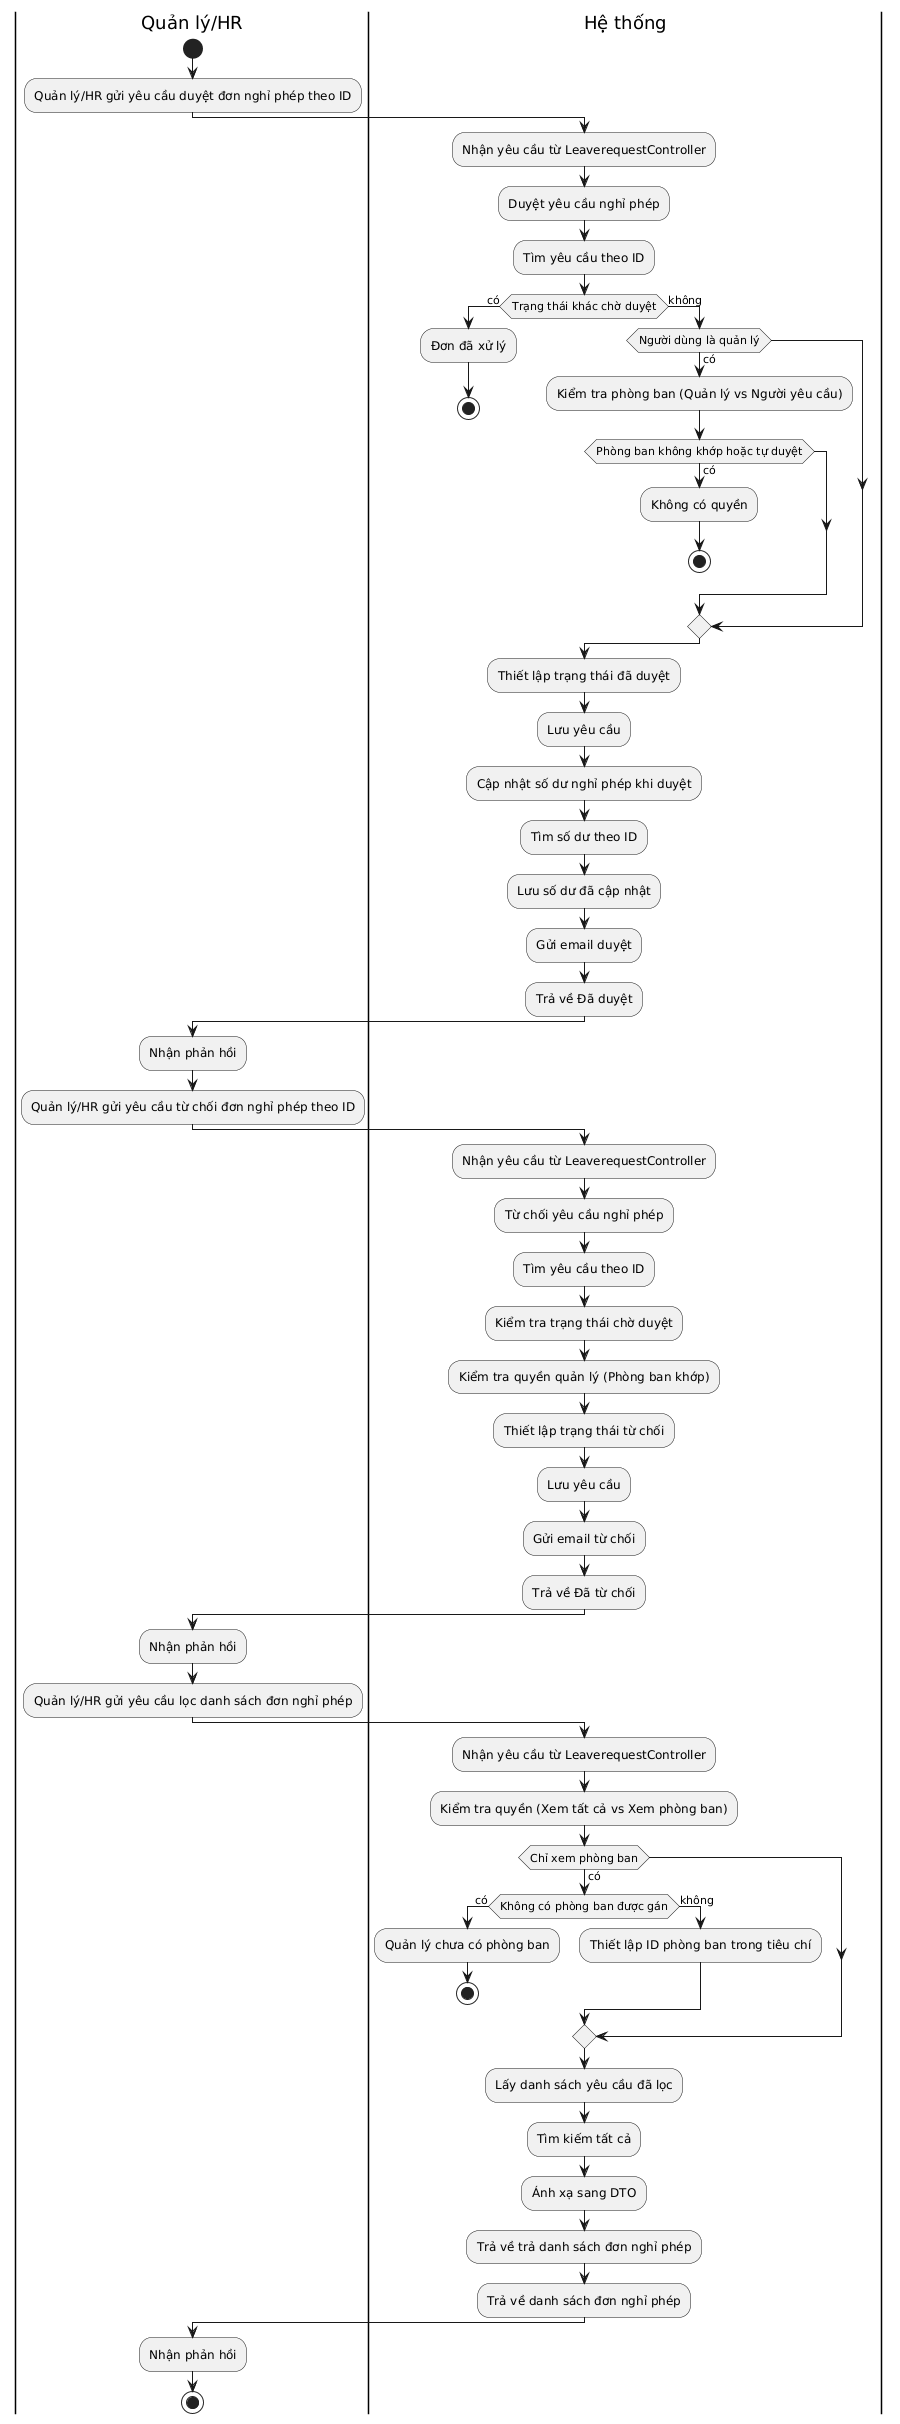 Quản lý/HR
Hệ thống
Quản lý/HR gửi yêu cầu duyệt đơn nghỉ phép theo ID
Nhận yêu cầu từ LeaverequestController
Duyệt yêu cầu nghỉ phép
Tìm yêu cầu theo ID
có
Trạng thái khác chờ duyệt
không
Đơn đã xử lý
Người dùng là quản lý
có
Kiểm tra phòng ban (Quản lý vs Người yêu cầu)
Phòng ban không khớp hoặc tự duyệt
có
Không có quyền
Thiết lập trạng thái đã duyệt
Lưu yêu cầu
Cập nhật số dư nghỉ phép khi duyệt
Tìm số dư theo ID
Lưu số dư đã cập nhật
Gửi email duyệt
Trả về Đã duyệt
Nhận phản hồi
Quản lý/HR gửi yêu cầu từ chối đơn nghỉ phép theo ID
Nhận yêu cầu từ LeaverequestController
Từ chối yêu cầu nghỉ phép
Tìm yêu cầu theo ID
Kiểm tra trạng thái chờ duyệt
Kiểm tra quyền quản lý (Phòng ban khớp)
Thiết lập trạng thái từ chối
Lưu yêu cầu
Gửi email từ chối
Trả về Đã từ chối
Nhận phản hồi
Quản lý/HR gửi yêu cầu lọc danh sách đơn nghỉ phép
Nhận yêu cầu từ LeaverequestController
Kiểm tra quyền (Xem tất cả vs Xem phòng ban)
Chỉ xem phòng ban
có
có
Không có phòng ban được gán
không
Quản lý chưa có phòng ban
Thiết lập ID phòng ban trong tiêu chí
Lấy danh sách yêu cầu đã lọc
Tìm kiếm tất cả
Ánh xạ sang DTO
Trả về trả danh sách đơn nghỉ phép
Trả về danh sách đơn nghỉ phép
Nhận phản hồi